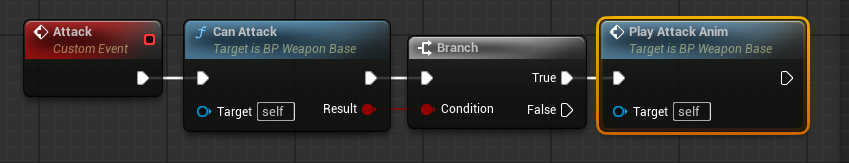 Attack
Custom Event
f Can Attack
Target is BP Weapon Base
Target self
Result
Branch
True
Condition
False
Play Attack Anim
Target is BP Weapon Base
Target self